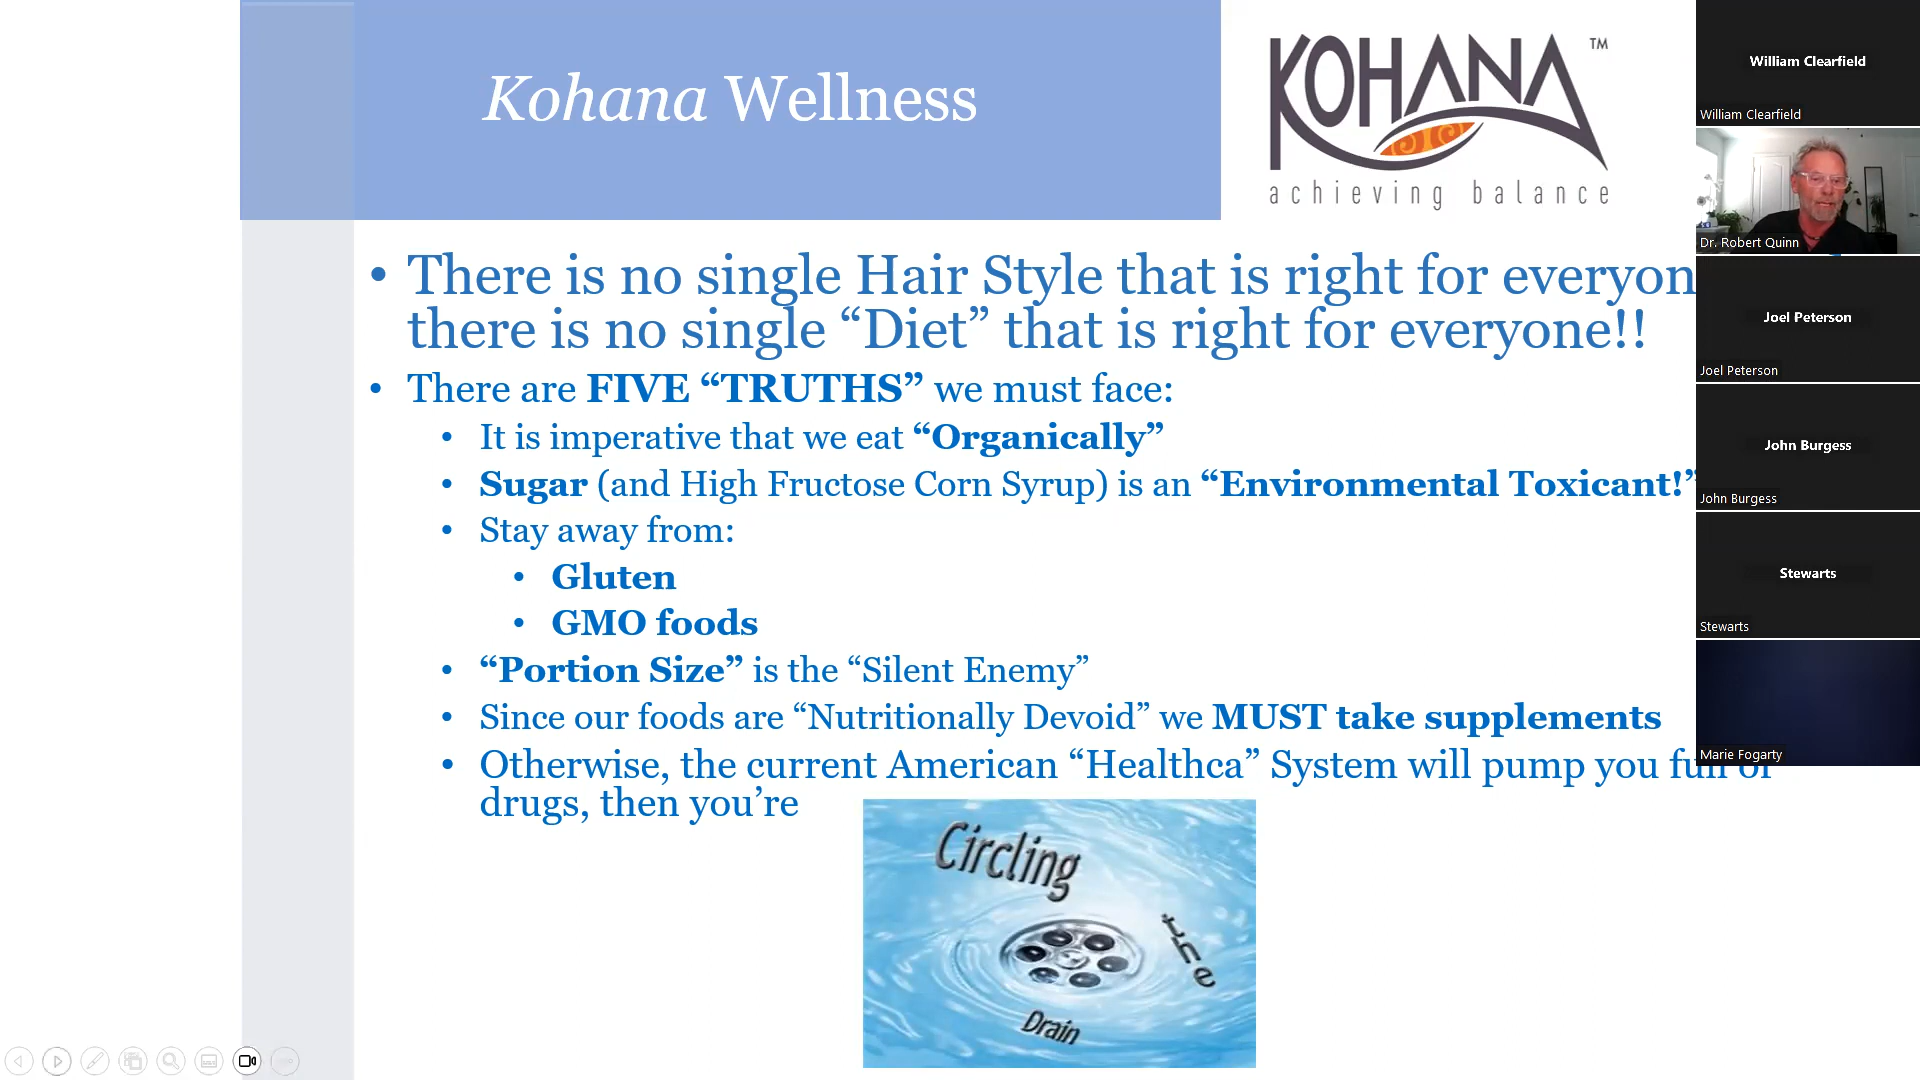 Kohana Wellness
KOHANA™
achieving balance
• There is no single Hair Style that is right for everyon
there is no single “Diet” that is right for everyone!!
• There are FIVE “TRUTHS” we must face:
• It is imperative that we eat “Organically”
• Sugar (and High Fructose Corn Syrup) is an “Environmental Toxicant!”
• Stay away from:
• Gluten
• GMO foods
• “Portion Size” is the “Silent Enemy”
• Since our foods are “Nutritionally Devoid” we MUST take supplements
• Otherwise, the current American “Healthca” System will pump you full of
drugs, then you’re
Circling
the
Drain
William Clearfield
William Clearfield
Dr. Robert Quinn
Joel Peterson
Joel Peterson
John Burgess
John Burgess
Stewarts
Stewarts
Marie Fogarty